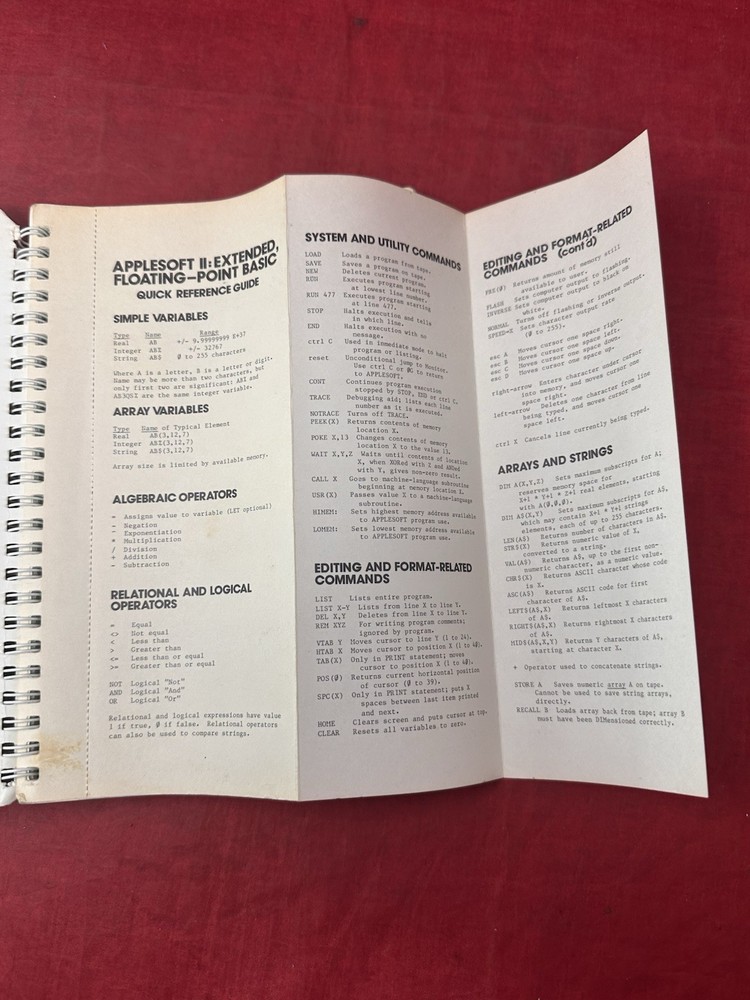 APPLESOFT II: EXTENDED,
FLOATING-POINT BASIC
QUICK REFERENCE GUIDE
SIMPLE VARIABLES
Type Name Range
Real AB +/- 9.99999999 E+37
Integer AB% +/- 32767
String AB$ Ø to 255 characters
Where A is a letter, B is a letter or digit.
Name may be more than two characters, but
only first two are significant: AB% and
AB3QS% are the same integer variable.
ARRAY VARIABLES
Type Name of Typical Element
Real AB(3,12,7)
Integer AB%(3,12,7)
String AB$(3,12,7)
Array size is limited by available memory.
ALGEBRAIC OPERATORS
= Assigns value to variable (LET optional)
- Negation
^ Exponentiation
* Multiplication
/ Division
+ Addition
- Subtraction
RELATIONAL AND LOGICAL
OPERATORS
= Equal
<> Not equal
< Less than
> Greater than
<= Less than or equal
>= Greater than or equal
NOT Logical "Not"
AND Logical "And"
OR Logical "Or"
Relational and logical expressions have value
1 if true, Ø if false. Relational operators
can also be used to compare strings.
SYSTEM AND UTILITY COMMANDS
LOAD Loads a program from tape.
SAVE Saves a program on tape.
NEW Deletes current program.
RUN Executes program starting
at lowest line number.
RUN 477 Executes program starting
at line 477.
STOP Halts execution and tells
in which line.
END Halts execution with no
message.
ctrl C Used in immediate mode to halt
program or listing.
reset Unconditional jump to Monitor.
Use ctrl C or ØG to return
to APPLESOFT.
CONT Continues program execution
stopped by STOP, END or ctrl C.
TRACE Debugging aid; lists each line
number as it is executed.
NOTRACE Turns off TRACE.
PEEK(X) Returns contents of memory
location X.
POKE X,13 Changes contents of memory
location X to the value 13.
WAIT X,Y,Z Waits until contents of location
X, when XORed with Z and ANDed
with Y, gives non-zero result.
CALL X Goes to machine-language subroutine
beginning at memory location X.
USR(X) Passes value X to a machine-language
subroutine.
HIMEM: Sets highest memory address available
to APPLESOFT program use.
LOMEM: Sets lowest memory address available
to APPLESOFT program use.
EDITING AND FORMAT-RELATED
COMMANDS
LIST Lists entire program.
LIST X-Y Lists from line X to line Y.
DEL X,Y Deletes from line X to line Y.
REM XYZ For writing program comments;
ignored by program.
VTAB Y Moves cursor to line Y (1 to 24).
HTAB X Moves cursor to position X (1 to 4Ø).
TAB(X) Only in PRINT statement; moves
cursor to position X (1 to 4Ø).
POS(Ø) Returns current horizontal position
of cursor (Ø to 39).
SPC(X) Only in PRINT statement; puts X
spaces between last item printed
and next.
HOME Clears screen and puts cursor at top.
CLEAR Resets all variables to zero.
EDITING AND FORMAT-RELATED
COMMANDS (cont'd)
FRE(Ø) Returns amount of memory still
available to user.
FLASH Sets computer output to flashing.
INVERSE Sets computer output to black on
white.
NORMAL Turns off flashing or inverse output.
SPEED=X Sets character output rate
(Ø to 255).
esc A Moves cursor one space right.
esc B Moves cursor one space left.
esc C Moves cursor one space down.
esc D Moves cursor one space up.
right-arrow Enters character under cursor
into memory, and moves cursor one
space right.
left-arrow Deletes one character from line
being typed, and moves cursor one
space left.
ctrl X Cancels line currently being typed.
ARRAYS AND STRINGS
DIM A(X,Y,Z) Sets maximum subscripts for A;
reserves memory space for
X+1 * Y+1 * Z+1 real elements, starting
with A(Ø,Ø,Ø).
DIM A$(X,Y) Sets maximum subscripts for A$,
which may contain X+1 * Y+1 strings
elements, each of up to 255 characters.
LEN(A$) Returns number of characters in A$.
STR$(X) Returns numeric value of X,
converted to a string.
VAL(A$) Returns A$, up to the first non-
numeric character, as a numeric value.
CHR$(X) Returns ASCII character whose code
is X.
ASC(A$) Returns ASCII code for first
character of A$.
LEFT$(A$,X) Returns leftmost X characters
of A$.
RIGHT$(A$,X) Returns rightmost X characters
of A$.
MID$(A$,X,Y) Returns Y characters of A$,
starting at character X.
+ Operator used to concatenate strings.
STORE A Saves numeric array A on tape.
Cannot be used to save string arrays,
directly.
RECALL B Loads array back from tape; array B
must have been DIMensioned correctly.